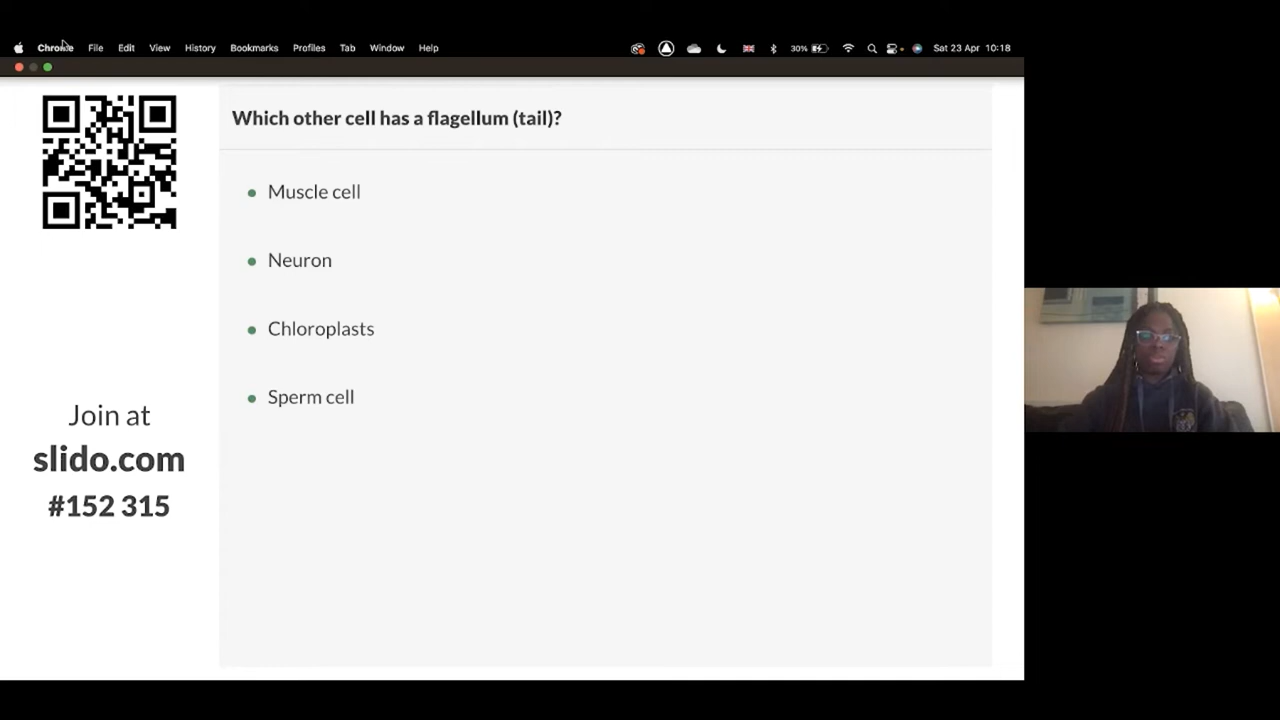 Chrome File Edit View History Bookmarks Profiles Tab Window Help 30% Sat 23 Apr 10:18
Which other cell has a flagellum (tail)?
Muscle cell
Neuron
Chloroplasts
Sperm cell
Join at
slido.com
#152 315